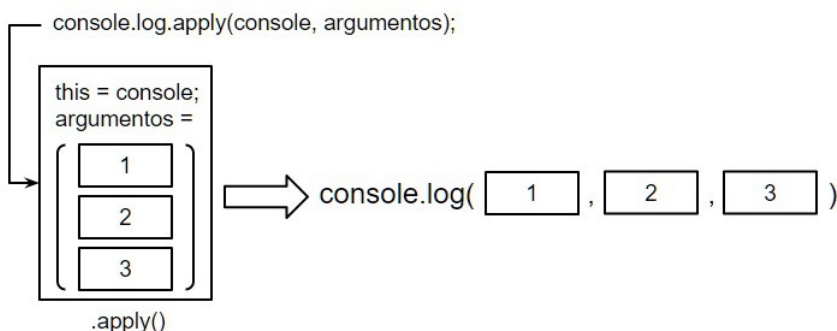 console.log.apply(console, argumentos);
this = console;
argumentos =
1
2
3
.apply()
console.log( 1 , 2 , 3 )